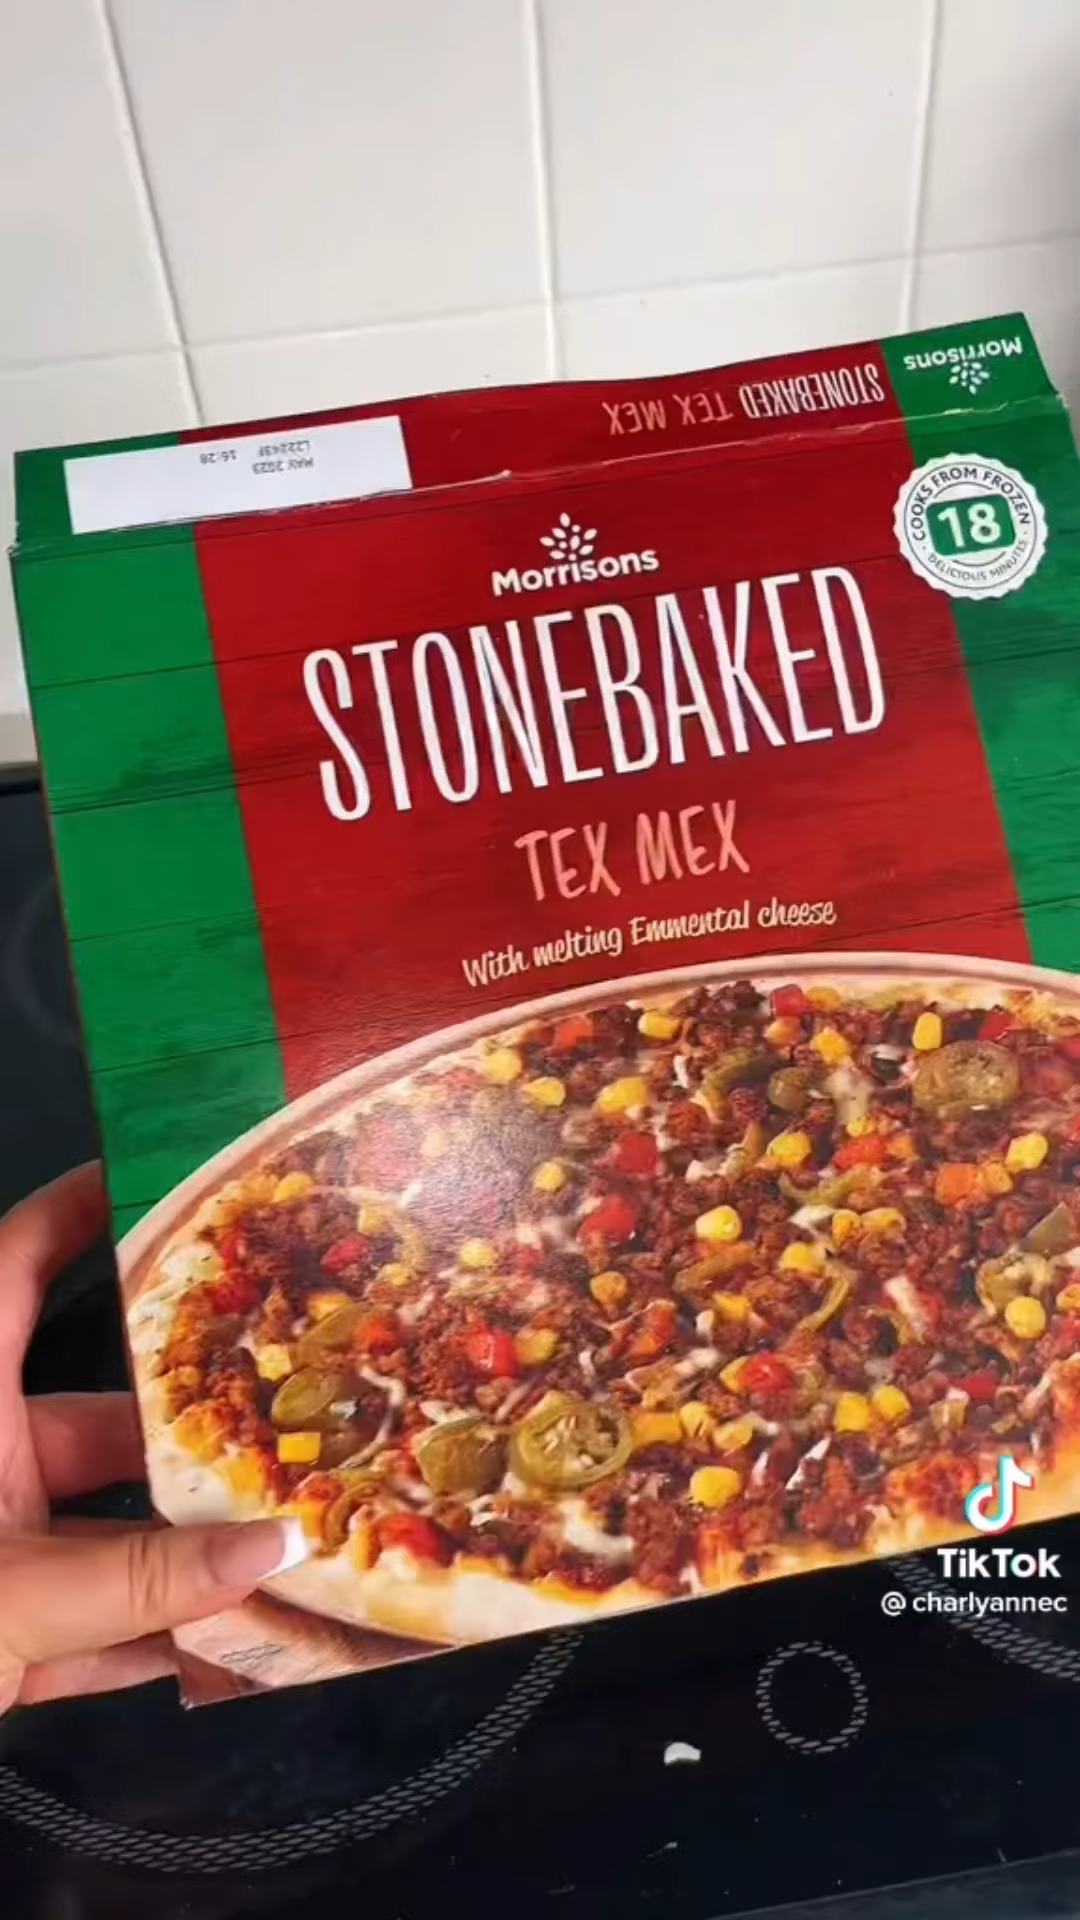 Morrisons
STONEBAKED TEX MEX
MAY 2023
L22243F 16:28
Morrisons
STONEBAKED
TEX MEX
With melting Emmental cheese
COOKS FROM FROZEN
18
DELICIOUS MINUTES
TikTok
@charlyannec